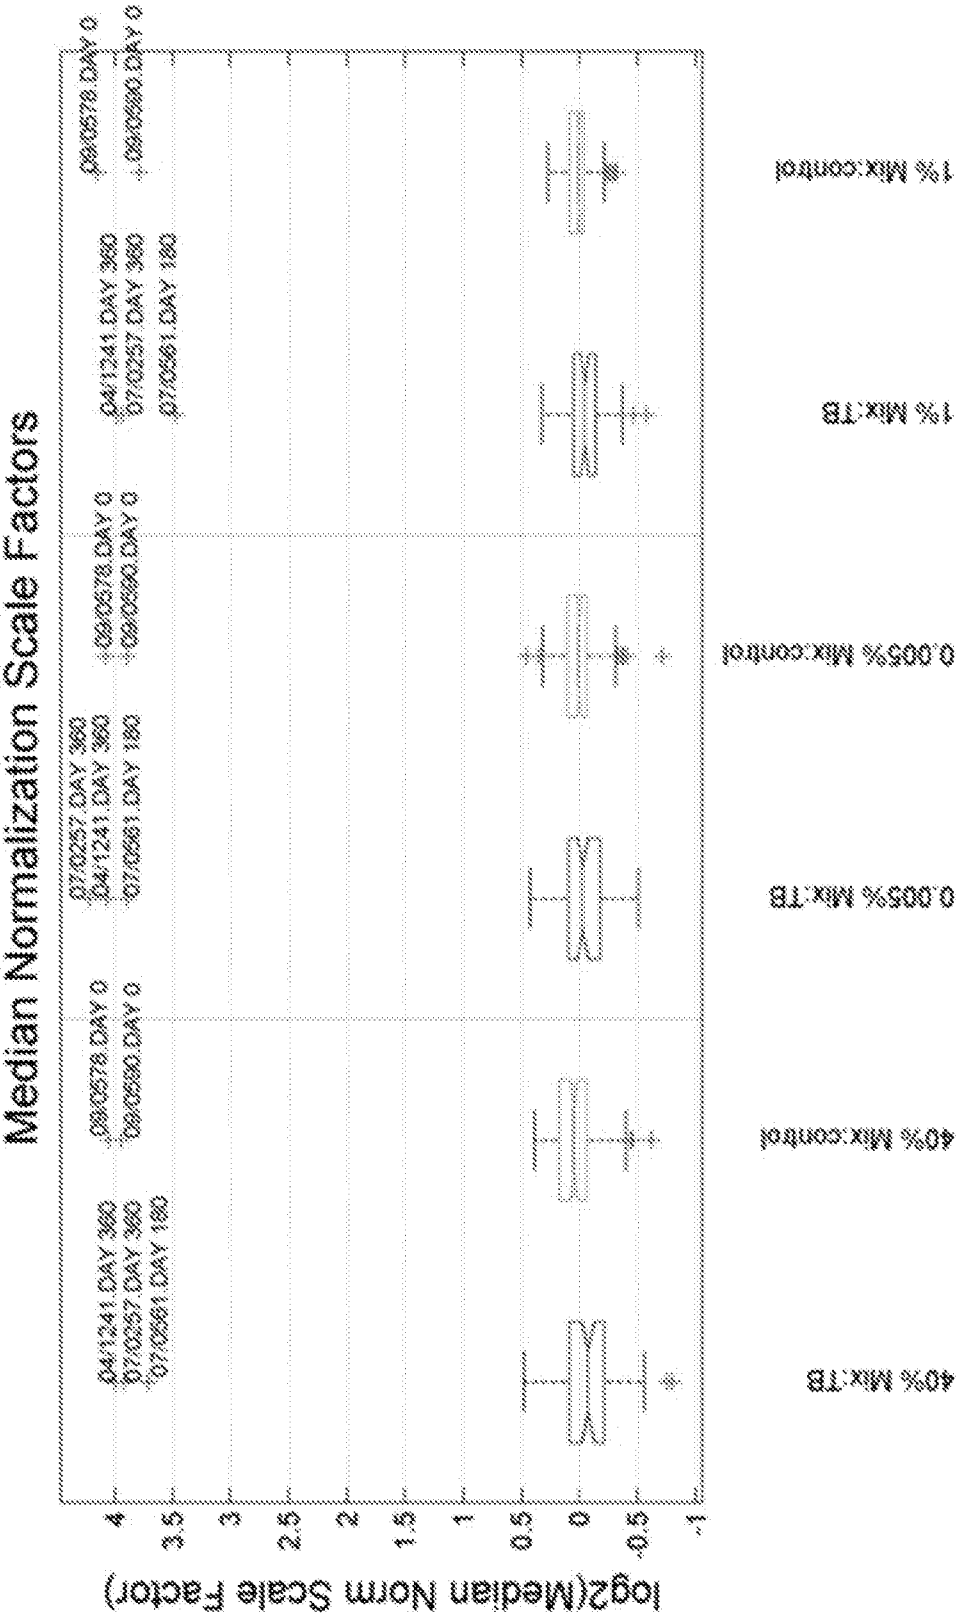 Median Normalization Scale Factors
log2(Median Norm Scale Factor)
4
3.5
3
2.5
2
1.5
1
0.5
0
-0.5
-1
04/1241.DAY 360
07/0257.DAY 360
07/0561.DAY 180
09/0578.DAY 0
09/0590.DAY 0
07/0257.DAY 360
04/1241.DAY 360
07/0561.DAY 180
09/0578.DAY 0
09/0590.DAY 0
04/1241.DAY 360
07/0257.DAY 360
07/0561.DAY 180
09/0578.DAY 0
09/0590.DAY 0
40% Mix:TB
40% Mix:control
0.005% Mix:TB
0.005% Mix:control
1% Mix:TB
1% Mix:control